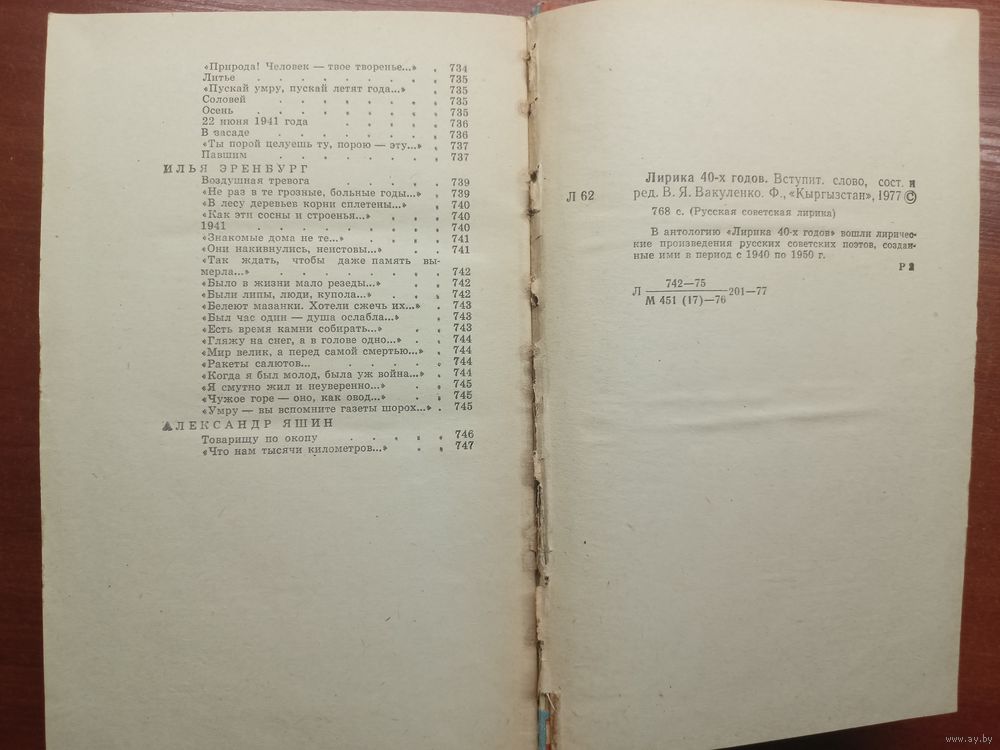 «Природа! Человек — твое творенье...» . 734
Литье . . . . . . . . 735
«Пускай умру, пускай летят года...» . 735
Соловей . . . . . . . 735
Осень . . . . . . . . 735
22 июня 1941 года . . . . . 736
В засаде . . . . . . . 736
«Ты порой целуешь ту, порою — эту...» . 737
Павшим . . . . . . . 737
ИЛЬЯ ЭРЕНБУРГ
Воздушная тревога . . . . . 739
«Не раз в те грозные, больные годы...» . 739
«В лесу деревьев корни сплетены...» . 740
«Как эти сосны и строенья...» . . . 740
1941 . . . . . . . . 740
«Знакомые дома не те...» . . . . 741
«Они накивнулись, неистовы...» . . 741
«Так ждать, чтобы даже память вы-
мерла...» . . . . . . . 742
«Было в жизни мало резеды...» . . 742
«Были липы, люди, купола...» . . . 742
«Белеют мазанки. Хотели сжечь их...» . 743
«Был час один — душа ослабла...» . 743
«Есть время камни собирать...» . . 743
«Гляжу на снег, а в голове одно...» . 744
«Мир велик, а перед самой смертью...» . 744
«Ракеты салютов... . . . . 744
«Когда я был молод, была уж война...» . 744
«Я смутно жил и неуверенно...» . . 745
«Чужое горе — оно, как овод...» . . 745
«Умру — вы вспомните газеты шорох...» . 745
АЛЕКСАНДР ЯШИН
Товарищу по окопу . . . . . 746
«Что нам тысячи километров...» . . 747
Лирика 40-х годов. Вступит. слово, сост. и
Л 62 ред. В. Я. Вакуленко. Ф., «Кыргызстан», 1977 ©
768 с. (Русская советская лирика)
В антологию «Лирика 40-х годов» вошли лириче-
ские произведения русских советских поэтов, создан-
ные ими в период с 1940 по 1950 г.
Р 2
742—75
Л 201—77
М 451 (17)—76
www.ay.by